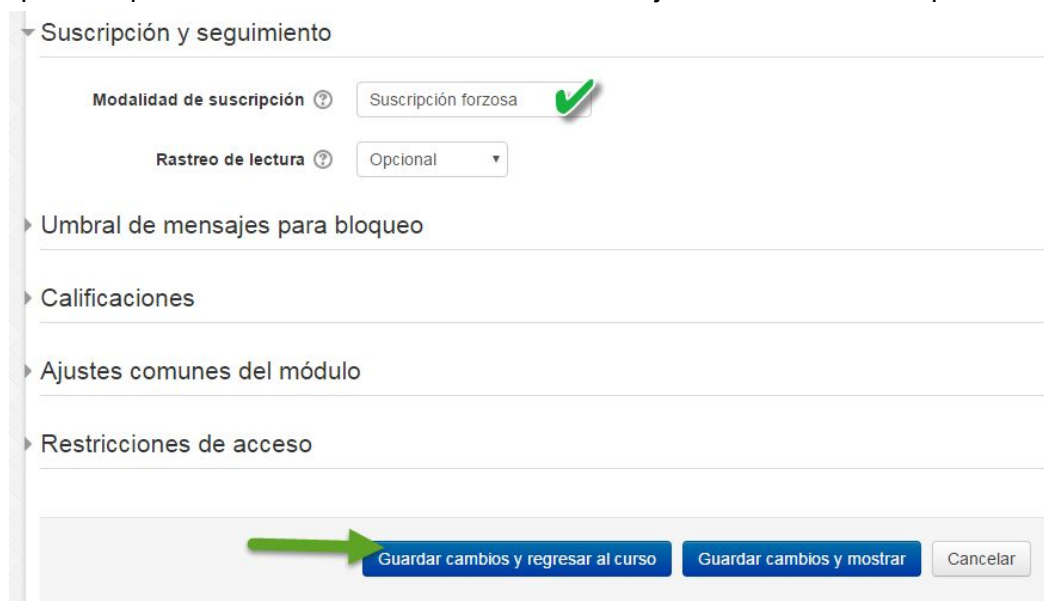 Suscripción y seguimiento
Modalidad de suscripción
Suscripción forzosa
Rastreo de lectura
Opcional
Umbral de mensajes para bloqueo
Calificaciones
Ajustes comunes del módulo
Restricciones de acceso
Guardar cambios y regresar al curso Guardar cambios y mostrar Cancelar